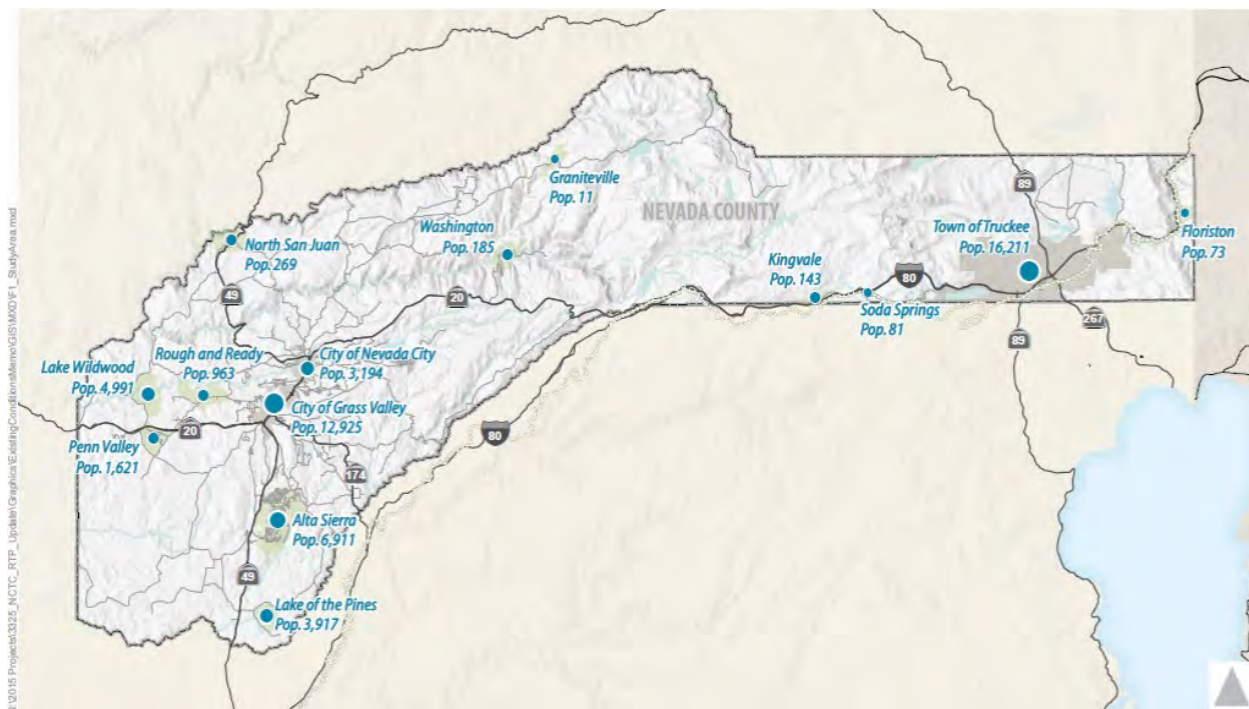 Graniteville
Pop. 11
89
NEVADA COUNTY
Washington
Pop. 185
Town of Truckee
Pop. 16,211
Floriston
Pop. 73
North San Juan
Pop. 269
Kingvale
Pop. 143
80
Soda Springs
Pop. 81
49
20
267
89
Rough and Ready
Pop. 963
City of Nevada City
Pop. 3,194
Lake Wildwood
Pop. 4,991
City of Grass Valley
Pop. 12,925
20
80
Penn Valley
Pop. 1,621
174
Alta Sierra
Pop. 6,911
49
Lake of the Pines
Pop. 3,917